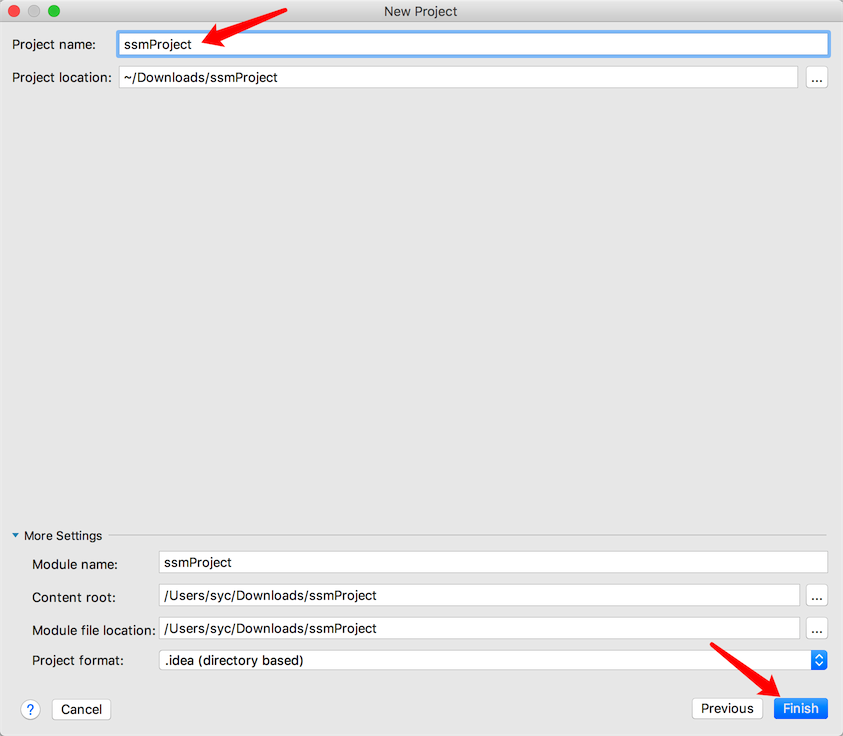 New Project
Project name: ssmProject
Project location: ~/Downloads/ssmProject ...
More Settings
Module name: ssmProject
Content root: /Users/syc/Downloads/ssmProject ...
Module file location: /Users/syc/Downloads/ssmProject ...
Project format: .idea (directory based)
? Cancel Previous Finish